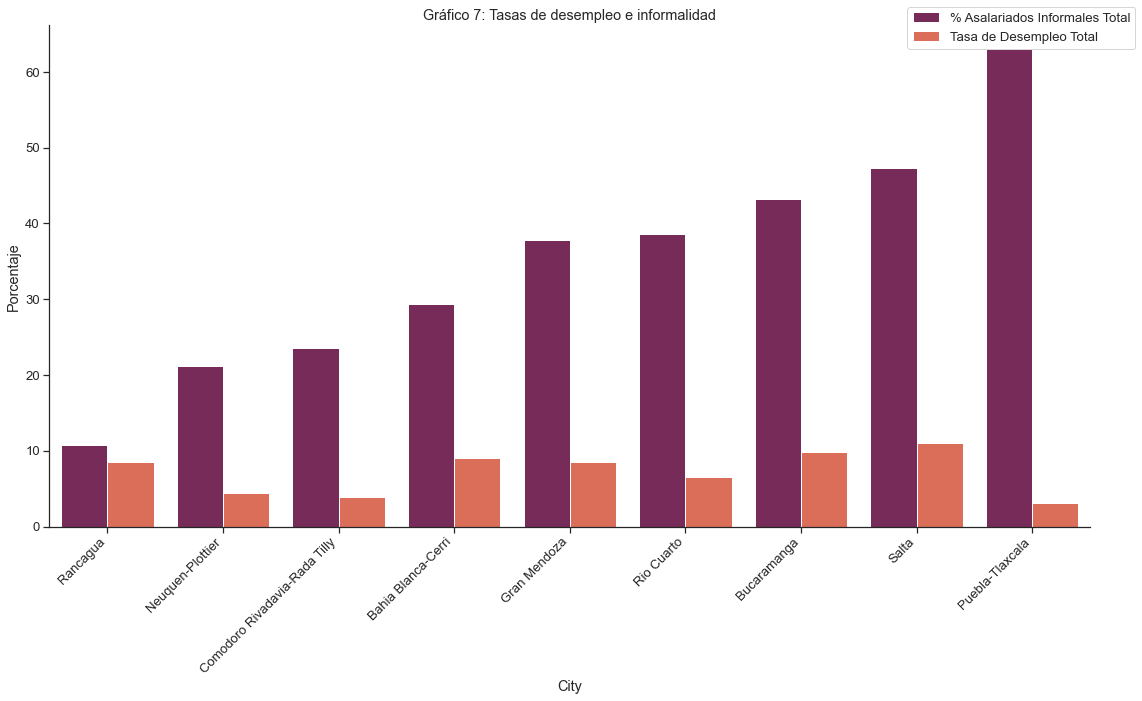 Gráfico 7: Tasas de desempleo e informalidad
% Asalariados Informales Total
Tasa de Desempleo Total
Porcentaje
60
50
40
30
20
10
0
Rancagua
Neuquen-Plottier
Comodoro Rivadavia-Rada Tilly
Bahia Blanca-Cerri
Gran Mendoza
Rio Cuarto
Bucaramanga
Salta
Puebla-Tlaxcala
City